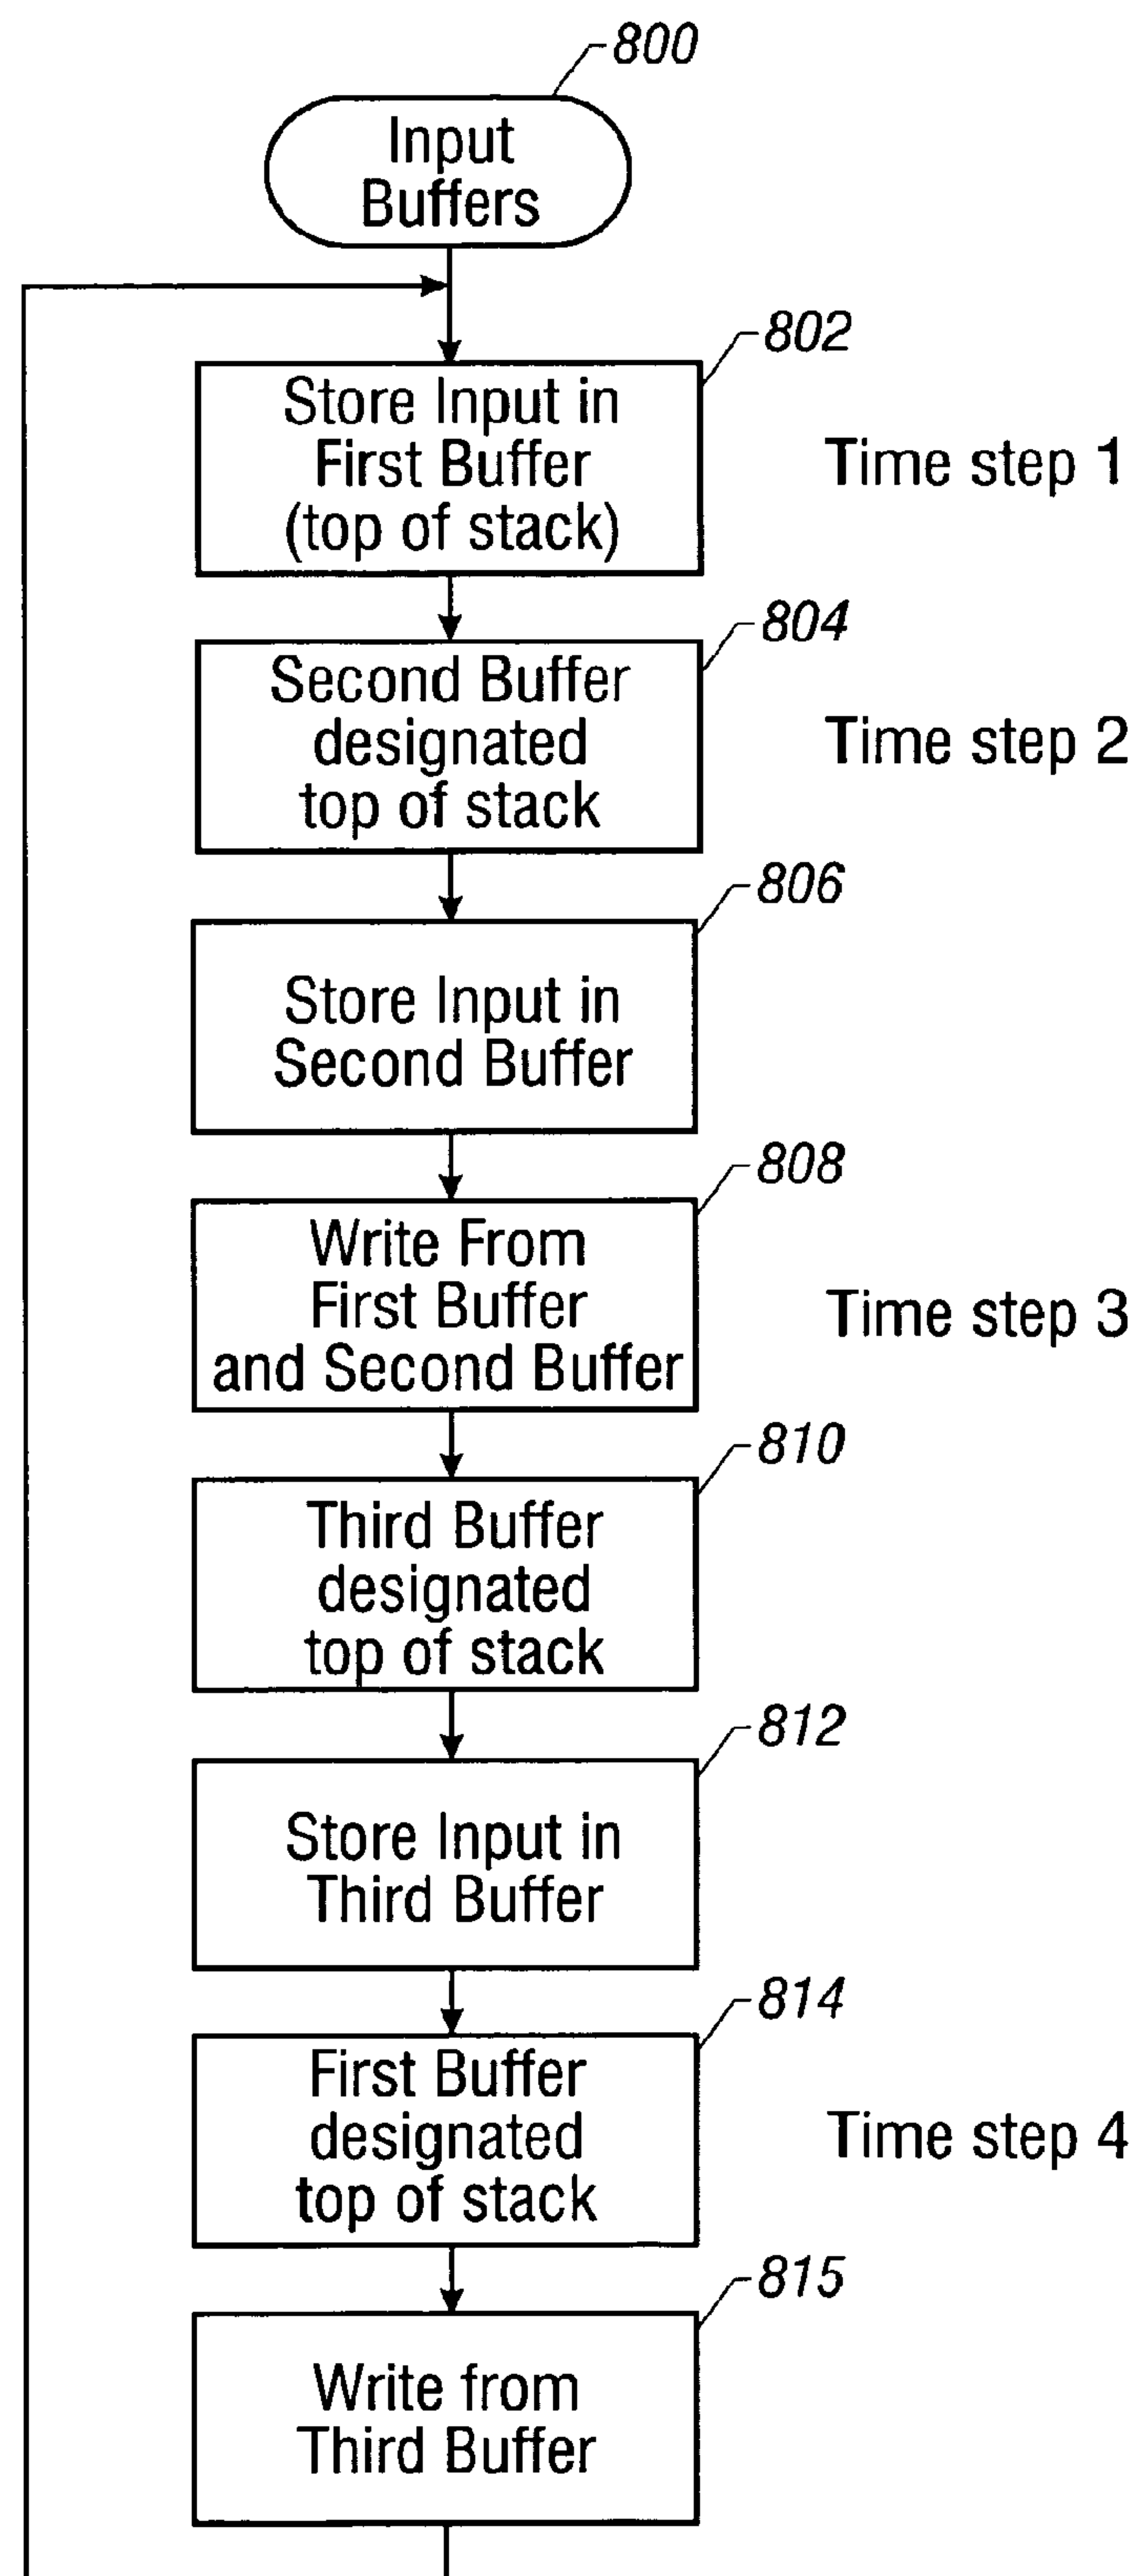 800
Input
Buffers
802
Store Input in
First Buffer
(top of stack)
Time step 1
804
Second Buffer
designated
top of stack
Time step 2
806
Store Input in
Second Buffer
808
Write From
First Buffer
and Second Buffer
Time step 3
810
Third Buffer
designated
top of stack
812
Store Input in
Third Buffer
814
First Buffer
designated
top of stack
Time step 4
815
Write from
Third Buffer